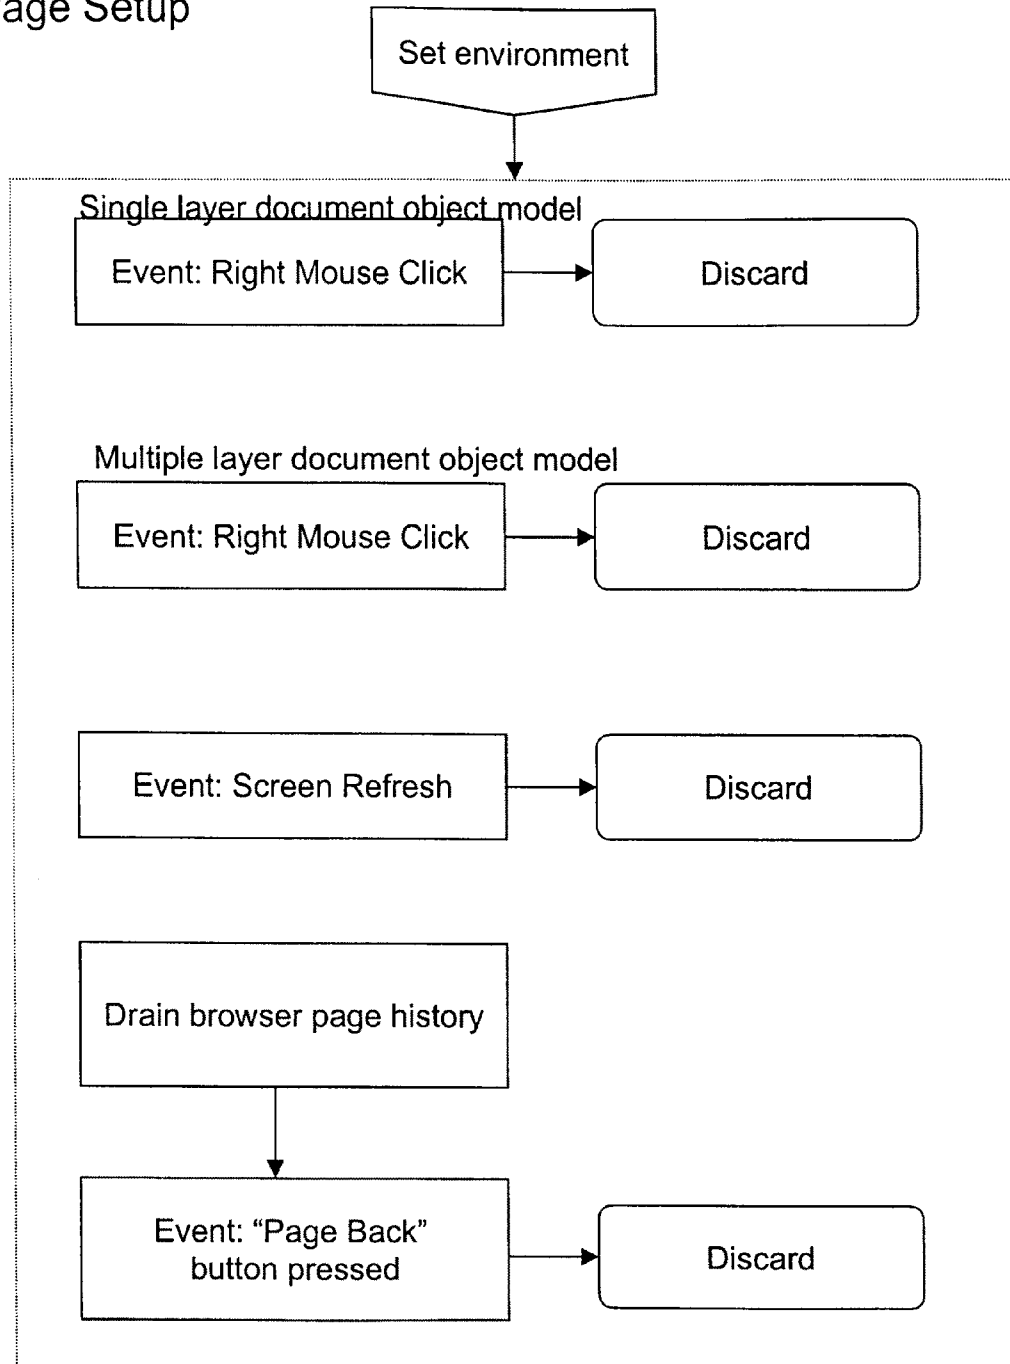 age Setup
Set environment
Single layer document object model
Event: Right Mouse Click
Discard
Multiple layer document object model
Event: Right Mouse Click
Discard
Event: Screen Refresh
Discard
Drain browser page history
Event: “Page Back”
button pressed
Discard